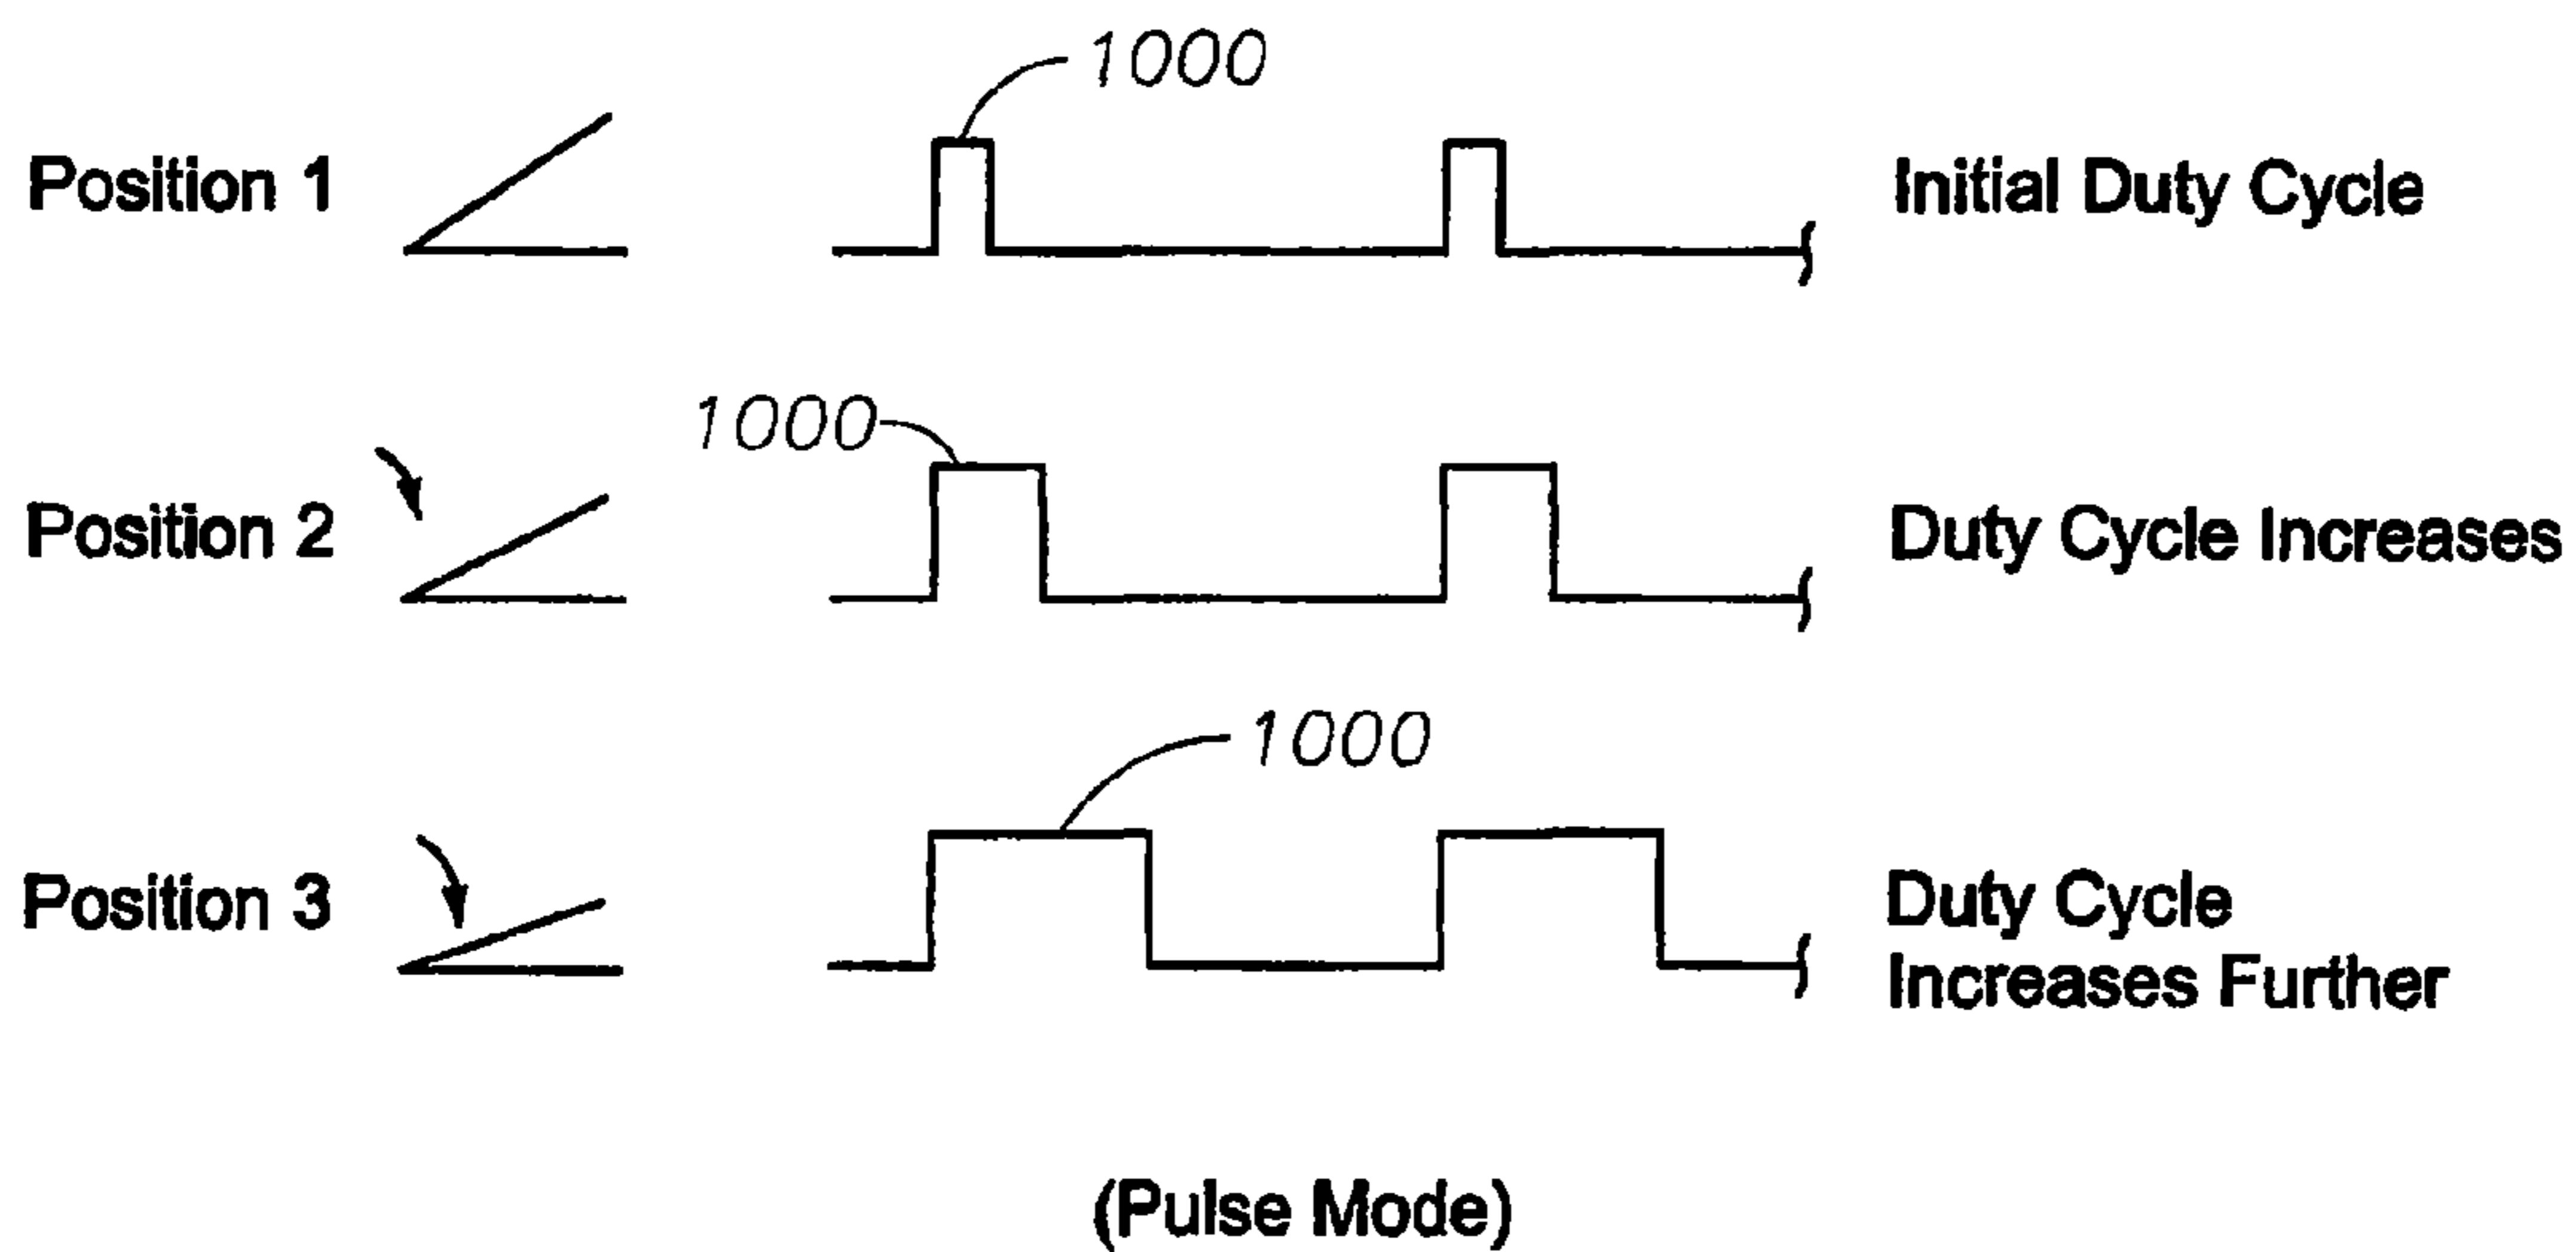 1000
Position 1
Initial Duty Cycle
1000
Position 2
Duty Cycle Increases
1000
Position 3
Duty Cycle
Increases Further
(Pulse Mode)